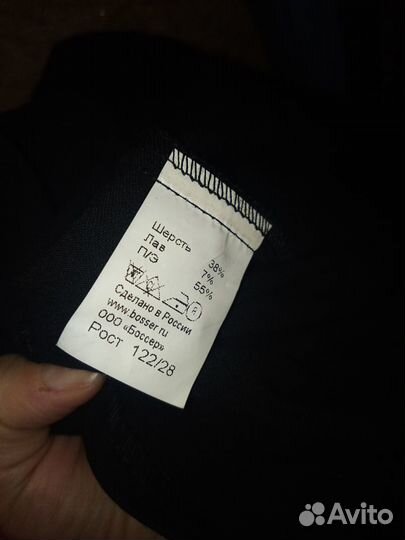 Шерсть 38%
Лав 7%
П/Э 55%
Сделано в России
www.bosser.ru
ООО «Боссер»
Рост 122/28
Avito